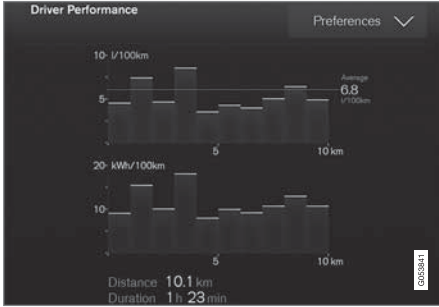 Driver Performance
Preferences
10- l/100km
Average
6.8
l/100km
5-
5
10 km
20- kWh/100km
10-
5
10 km
Distance 10.1 km
Duration 1 h 23 min
G053841